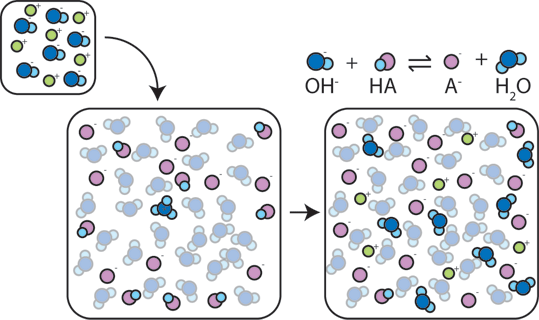 OH- + HA ⇌ A- + H2O